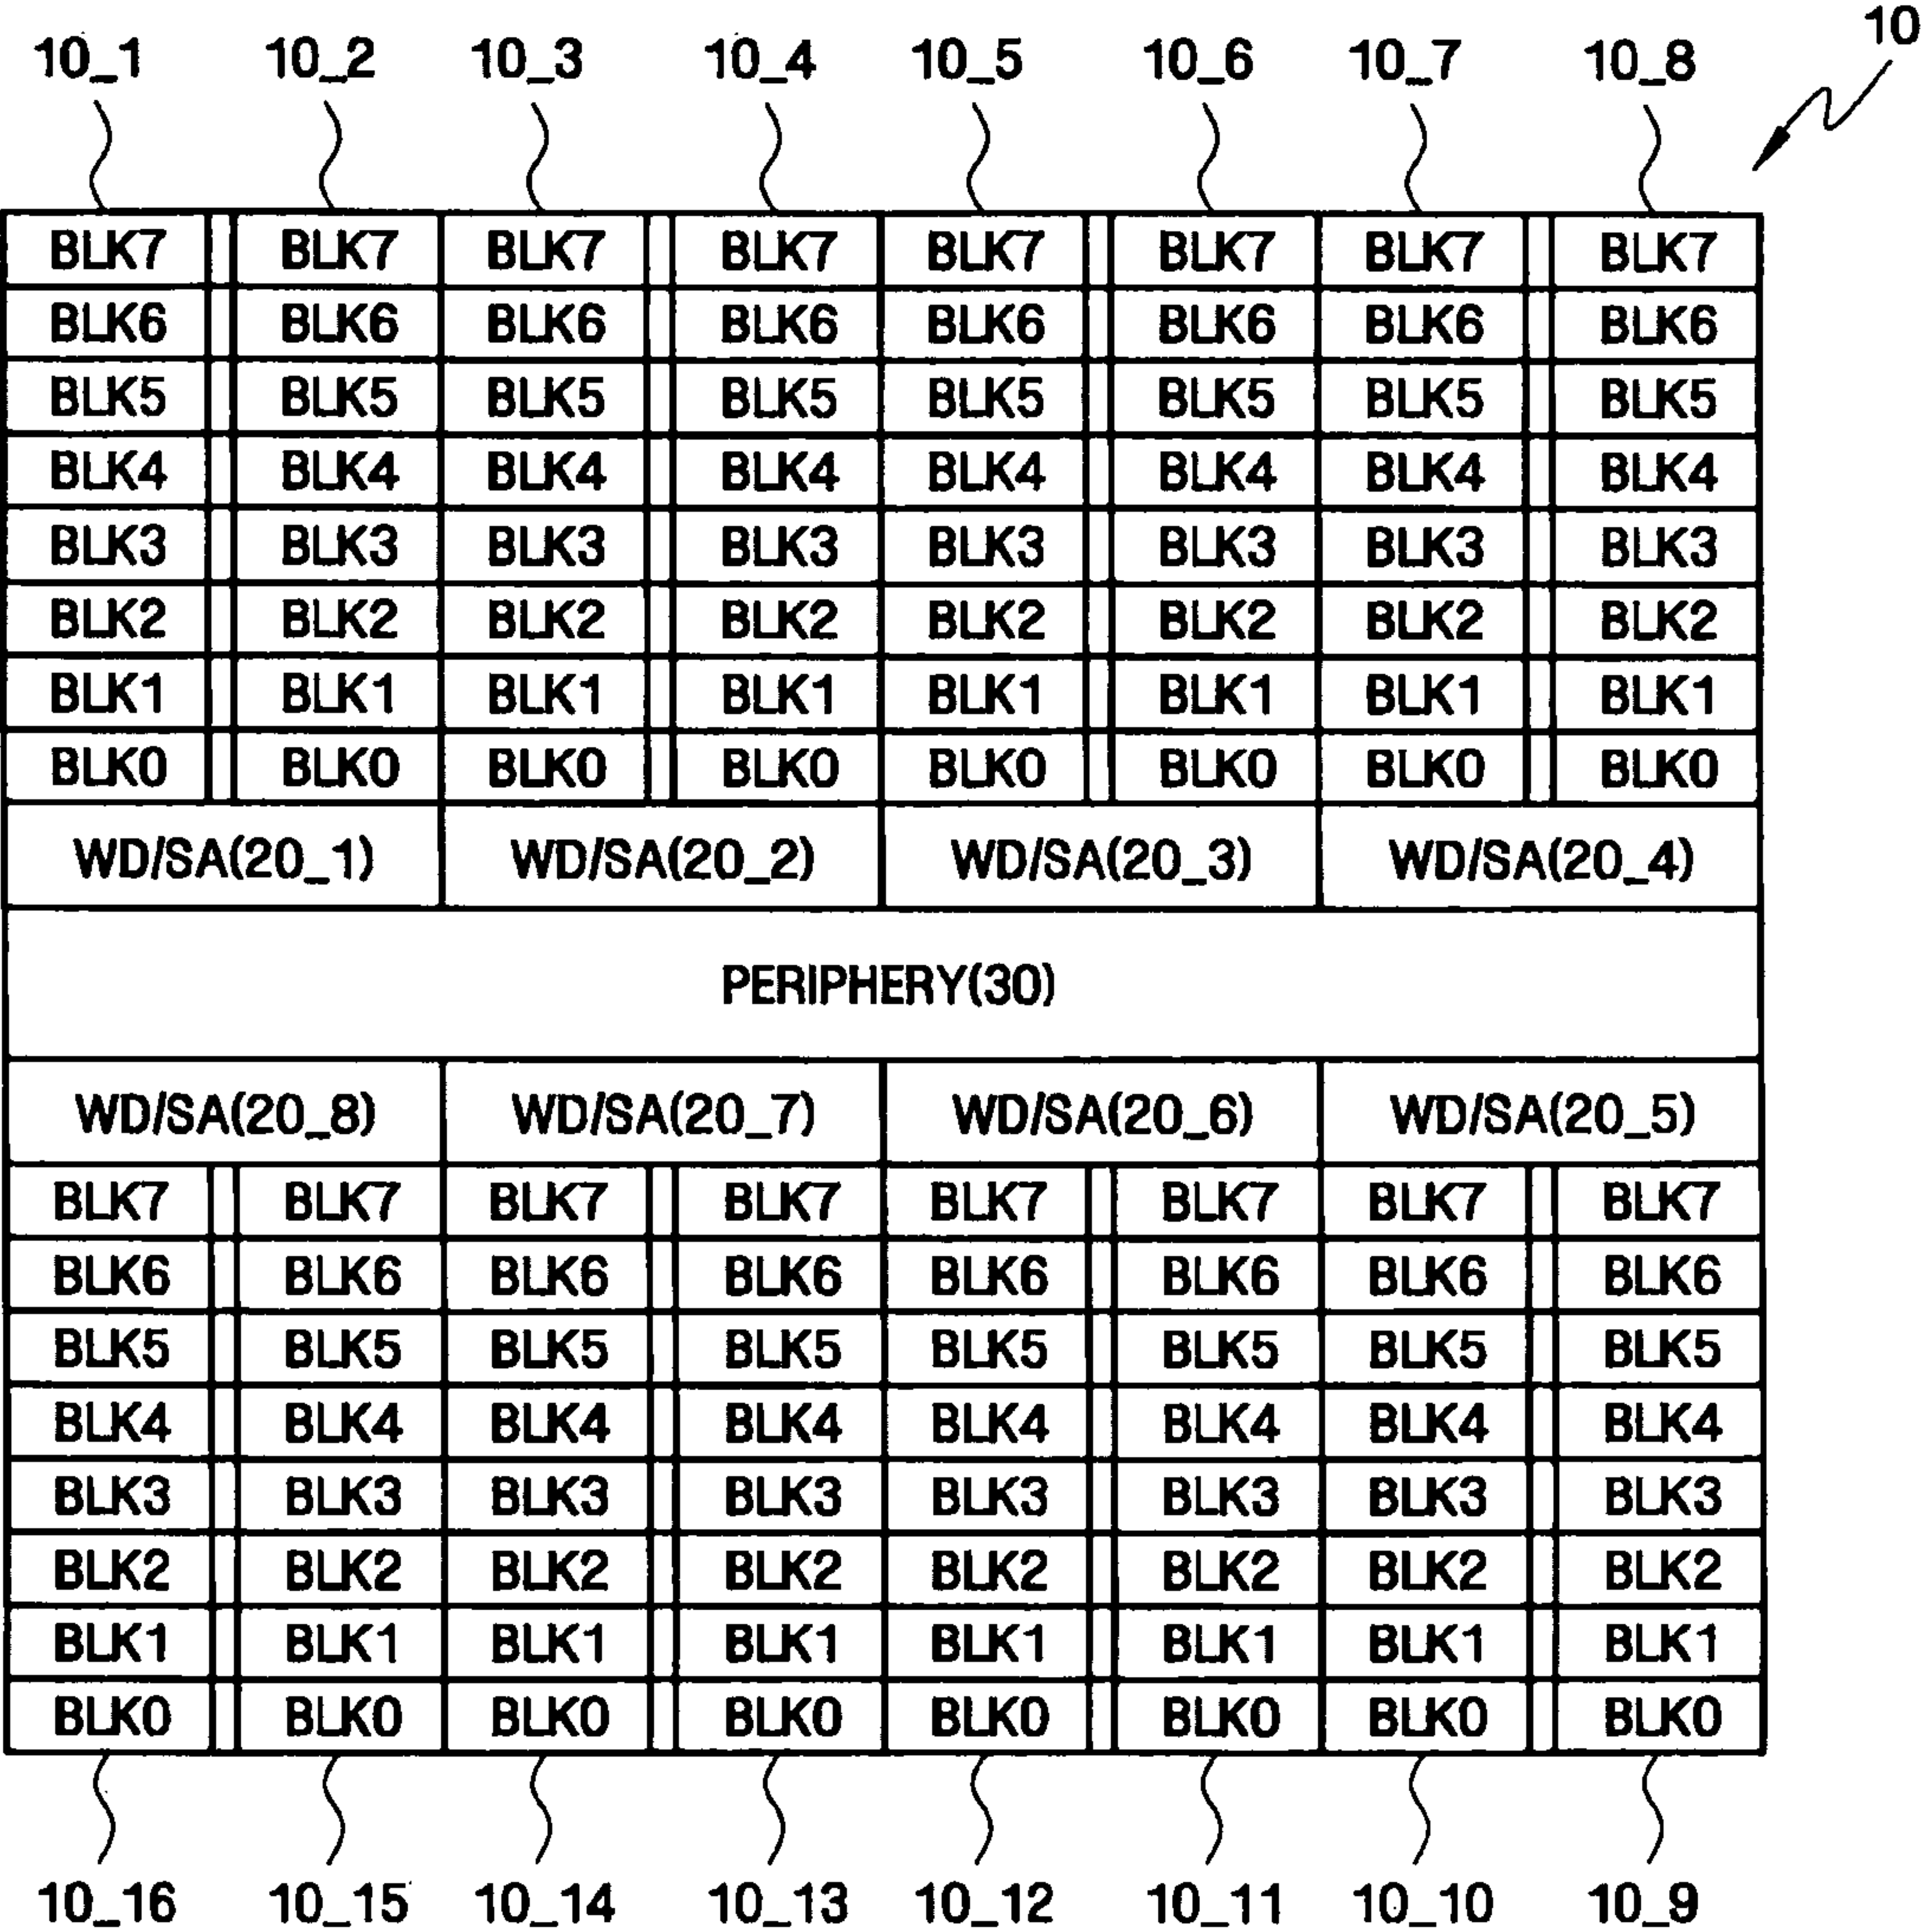 10
10_1 10_2 10_3 10_4 10_5 10_6 10_7 10_8
BLK7 BLK7 BLK7 BLK7 BLK7 BLK7 BLK7 BLK7
BLK6 BLK6 BLK6 BLK6 BLK6 BLK6 BLK6 BLK6
BLK5 BLK5 BLK5 BLK5 BLK5 BLK5 BLK5 BLK5
BLK4 BLK4 BLK4 BLK4 BLK4 BLK4 BLK4 BLK4
BLK3 BLK3 BLK3 BLK3 BLK3 BLK3 BLK3 BLK3
BLK2 BLK2 BLK2 BLK2 BLK2 BLK2 BLK2 BLK2
BLK1 BLK1 BLK1 BLK1 BLK1 BLK1 BLK1 BLK1
BLK0 BLK0 BLK0 BLK0 BLK0 BLK0 BLK0 BLK0
WD/SA(20_1) WD/SA(20_2) WD/SA(20_3) WD/SA(20_4)
PERIPHERY(30)
WD/SA(20_8) WD/SA(20_7) WD/SA(20_6) WD/SA(20_5)
BLK7 BLK7 BLK7 BLK7 BLK7 BLK7 BLK7 BLK7
BLK6 BLK6 BLK6 BLK6 BLK6 BLK6 BLK6 BLK6
BLK5 BLK5 BLK5 BLK5 BLK5 BLK5 BLK5 BLK5
BLK4 BLK4 BLK4 BLK4 BLK4 BLK4 BLK4 BLK4
BLK3 BLK3 BLK3 BLK3 BLK3 BLK3 BLK3 BLK3
BLK2 BLK2 BLK2 BLK2 BLK2 BLK2 BLK2 BLK2
BLK1 BLK1 BLK1 BLK1 BLK1 BLK1 BLK1 BLK1
BLK0 BLK0 BLK0 BLK0 BLK0 BLK0 BLK0 BLK0
10_16 10_15 10_14 10_13 10_12 10_11 10_10 10_9